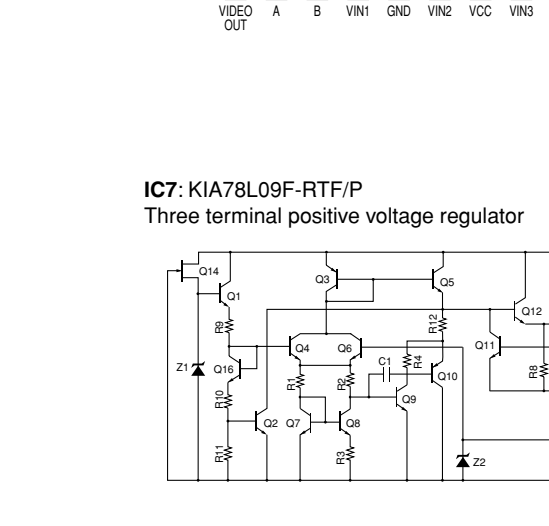 VIDEO OUT A B VIN1 GND VIN2 VCC VIN3
IC7: KIA78L09F-RTF/P
Three terminal positive voltage regulator
Q14
Q3
Q5
Q1
Q12
R9
R12
Q4
Q6
Q11
C1
R4
Z1
Q16
R1
R2
Q10
R8
R10
Q9
Q2
Q7
Q8
R11
R3
Z2